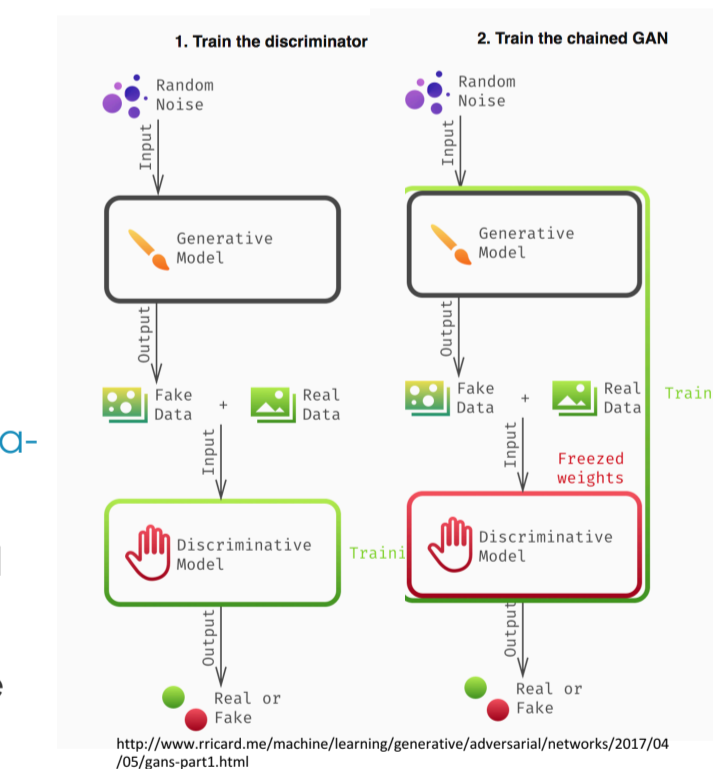 1. Train the discriminator
Random
Noise
Input
Generative
Model
Output
Fake
Data
+
Real
Data
Input
Discriminative
Model
Traini
Output
Real or
Fake
2. Train the chained GAN
Random
Noise
Input
Generative
Model
Output
Fake
Data
+
Real
Data
Train
Input
Freezed
weights
Discriminative
Model
Output
Real or
Fake
a-
e
http://www.rricard.me/machine/learning/generative/adversarial/networks/2017/04
/05/gans-part1.html